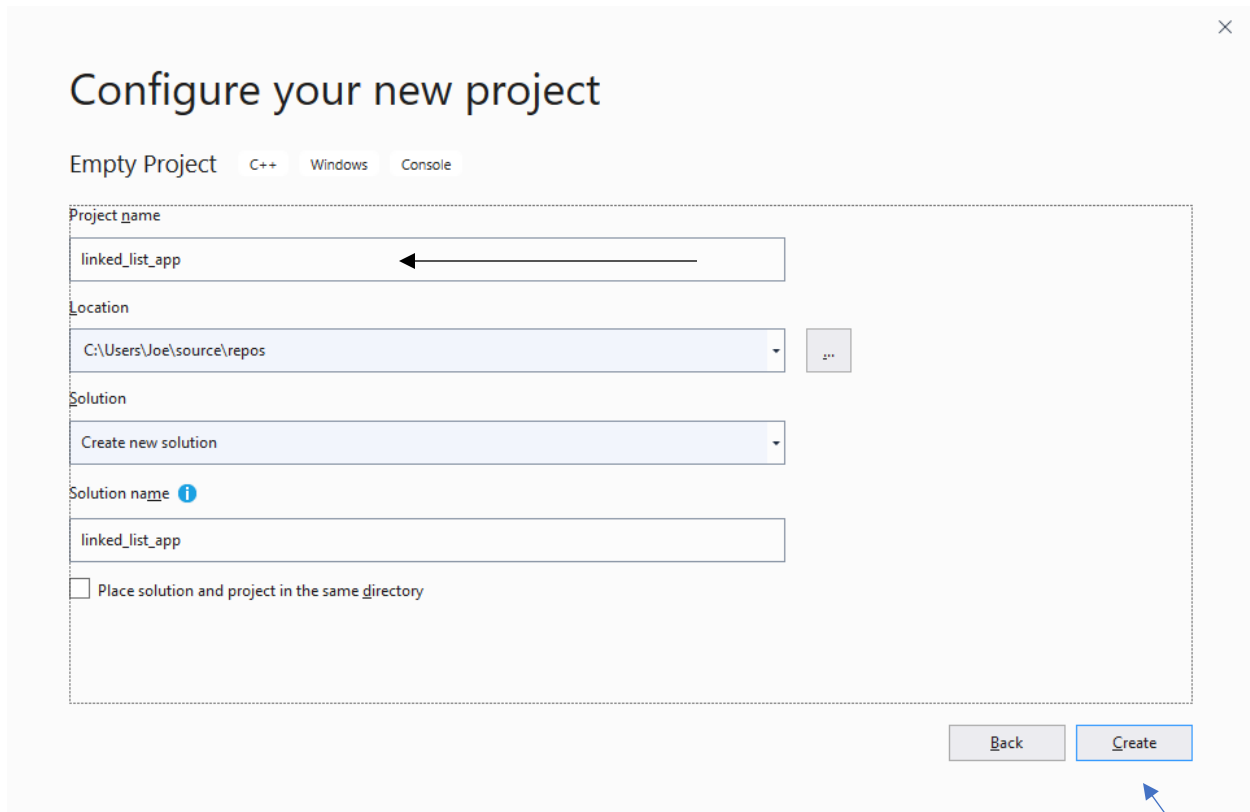 Configure your new project
Empty Project C++ Windows Console
Project name
linked_list_app
Location
C:\Users\Joe\source\repos
...
Solution
Create new solution
Solution name
linked_list_app
Place solution and project in the same directory
Back Create